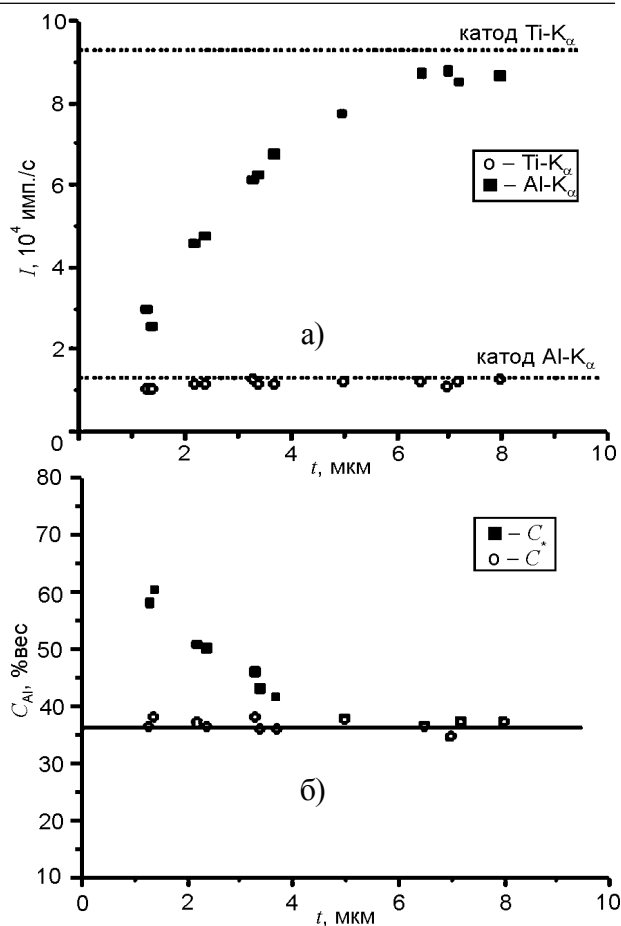 10
8
6
4
2
0
I, 10⁴ имп./с
катод Ti-Kα
o – Ti-Kα
■ – Al-Kα
а)
катод Al-Kα
2 4 6 8 10
t, мкм
80
70
60
50
40
30
20
10
C_Al, %вес
■ – C*
o – C
б)
0 2 4 6 8 10
t, мкм